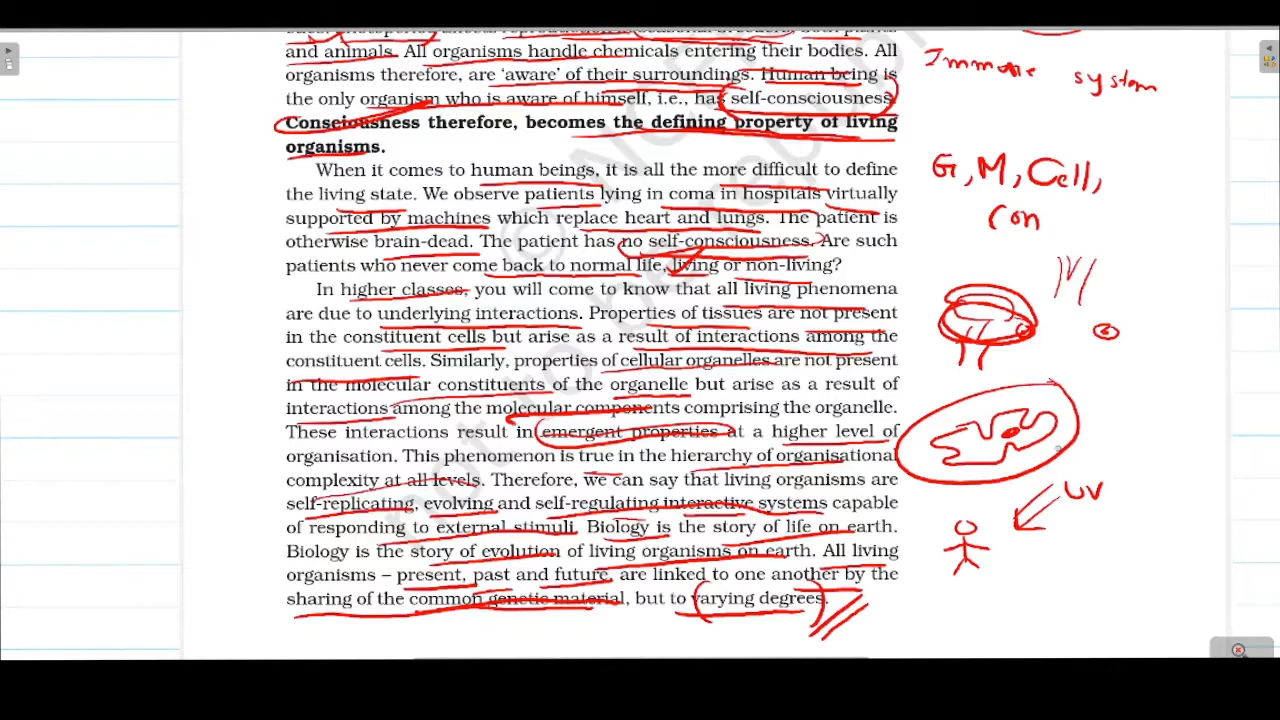 and animals. All organisms handle chemicals entering their bodies. All
organisms therefore, are ‘aware’ of their surroundings. Human being is
the only organism who is aware of himself, i.e., has self-consciousness.
Consciousness therefore, becomes the defining property of living
organisms.
When it comes to human beings, it is all the more difficult to define
the living state. We observe patients lying in coma in hospitals virtually
supported by machines which replace heart and lungs. The patient is
otherwise brain-dead. The patient has no self-consciousness. Are such
patients who never come back to normal life, living or non-living?
In higher classes, you will come to know that all living phenomena
are due to underlying interactions. Properties of tissues are not present
in the constituent cells but arise as a result of interactions among the
constituent cells. Similarly, properties of cellular organelles are not present
in the molecular constituents of the organelle but arise as a result of
interactions among the molecular components comprising the organelle.
These interactions result in emergent properties at a higher level of
organisation. This phenomenon is true in the hierarchy of organisational
complexity at all levels. Therefore, we can say that living organisms are
self-replicating, evolving and self-regulating interactive systems capable
of responding to external stimuli. Biology is the story of life on earth.
Biology is the story of evolution of living organisms on earth. All living
organisms – present, past and future, are linked to one another by the
sharing of the common genetic material, but to varying degrees.
Immune system
G, M, Cell,
Con
UV